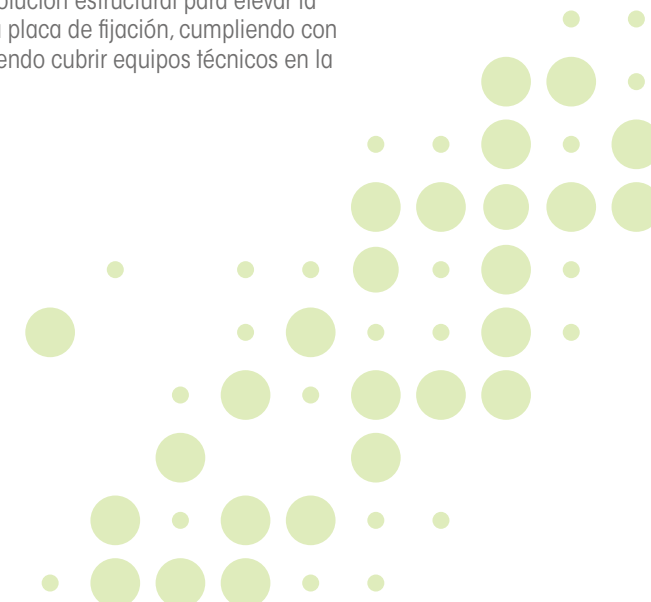 olución estructural para elevar la
placa de fijación, cumpliendo con
endo cubrir equipos técnicos en la